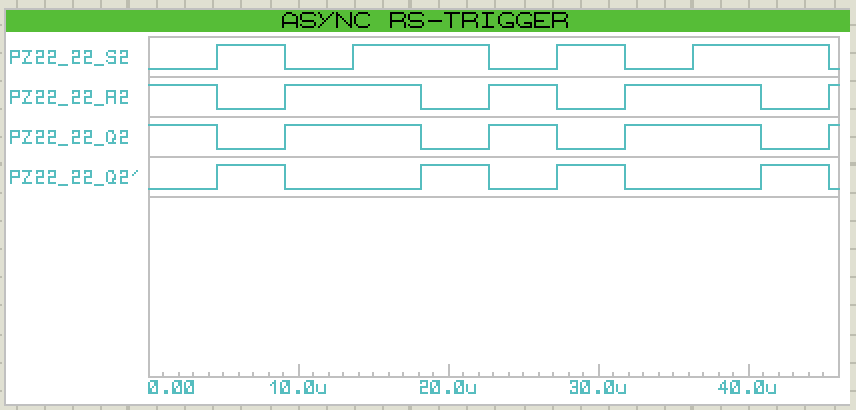 ASYNC RS-TRIGGER
PZ22_22_S2
PZ22_22_R2
PZ22_22_Q2
PZ22_22_Q2'
0.00 10.0u 20.0u 30.0u 40.0u